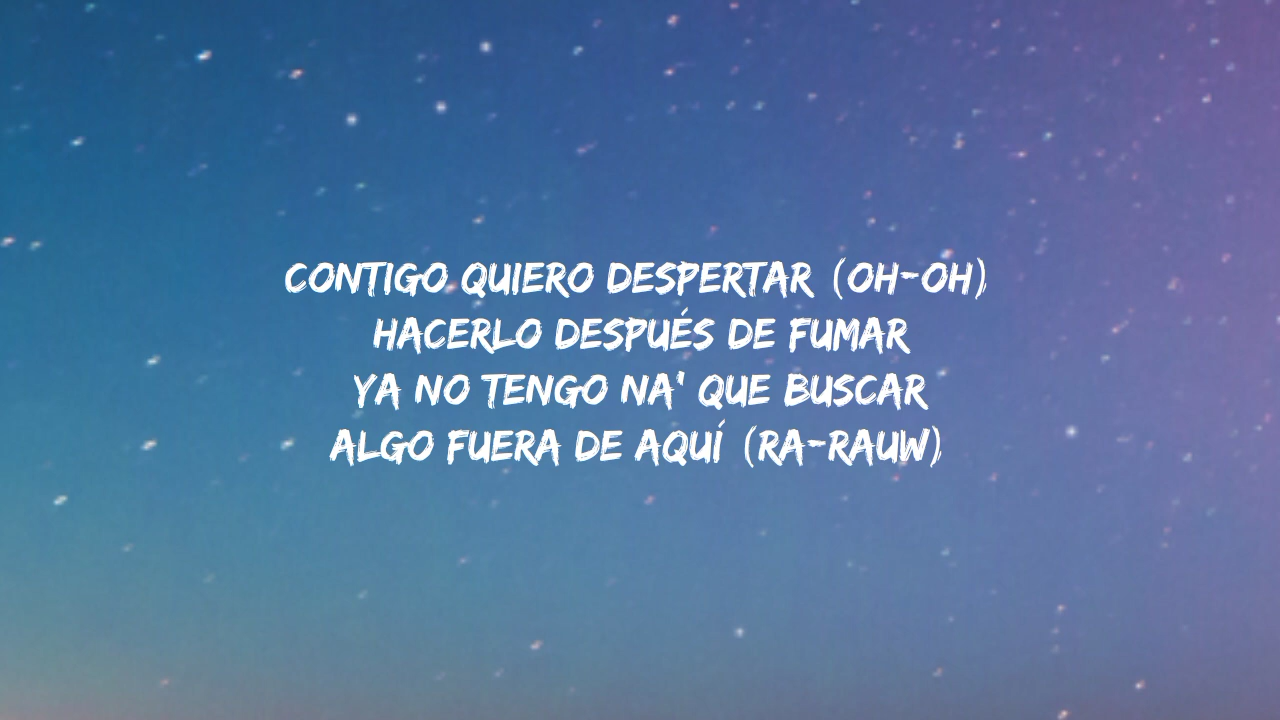 CONTIGO QUIERO DESPERTAR (OH-OH)
HACERLO DESPUÉS DE FUMAR
YA NO TENGO NA' QUE BUSCAR
ALGO FUERA DE AQUÍ (RA-RAUW)